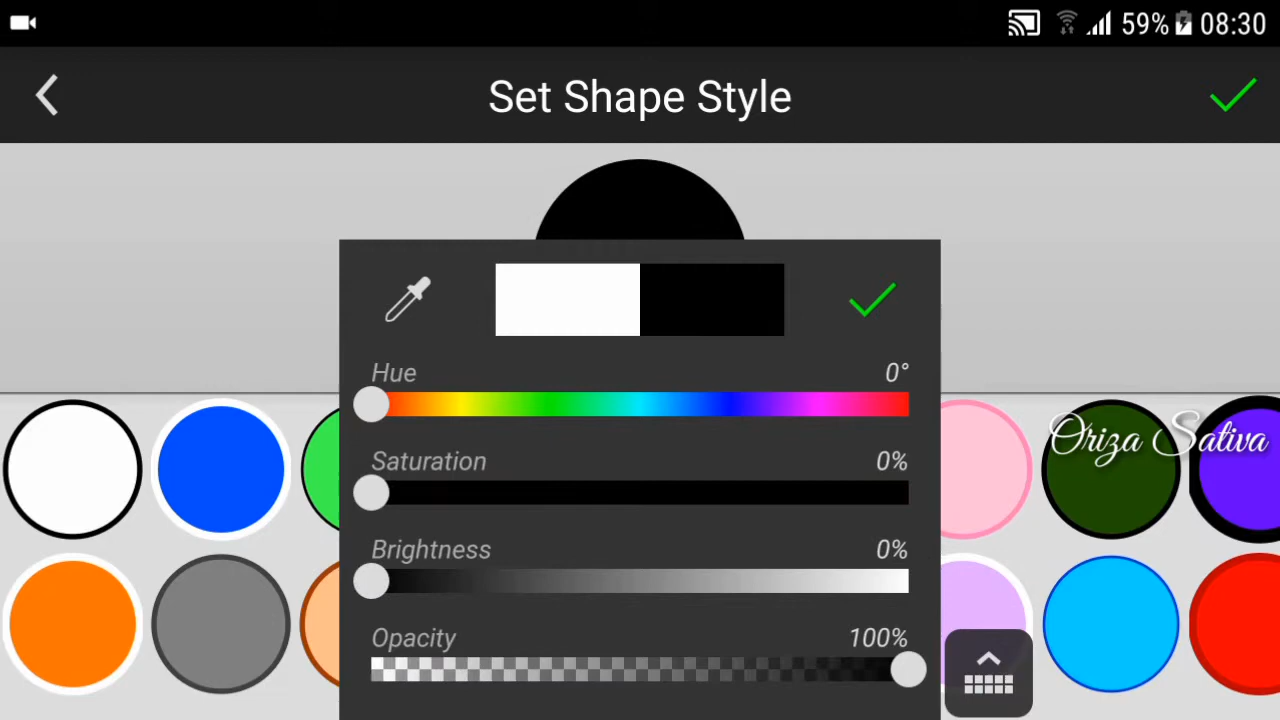 59% 08:30
Set Shape Style
Hue 0°
Oriza Sativa
Saturation 0%
Brightness 0%
Opacity 100%